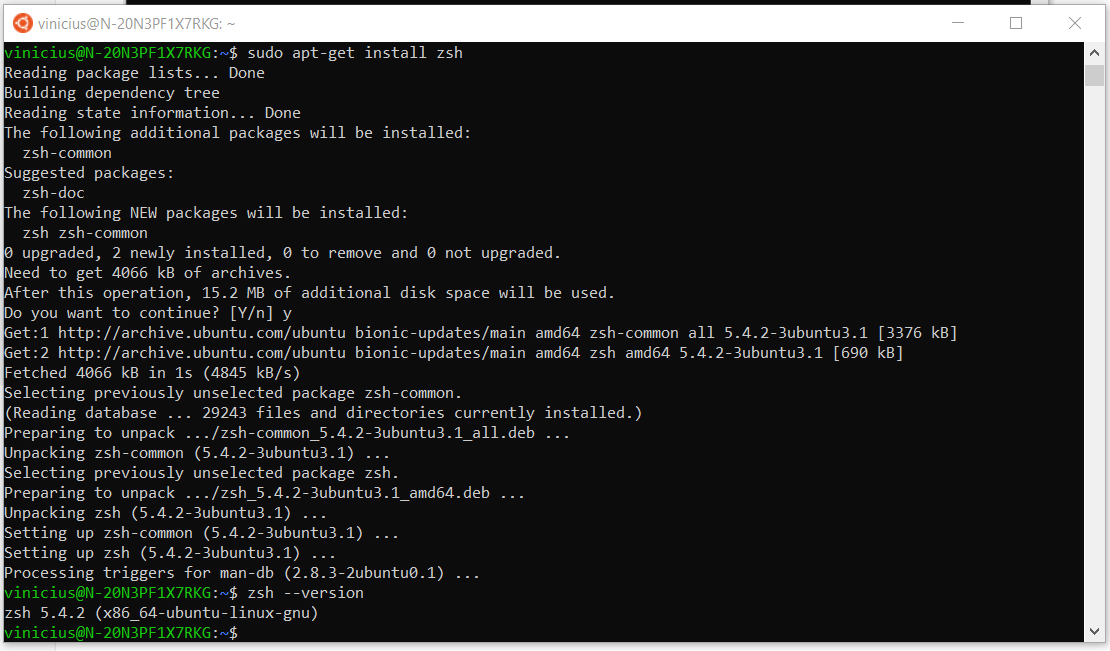 vinicius@N-20N3PF1X7RKG: ~
vinicius@N-20N3PF1X7RKG:~$ sudo apt-get install zsh
Reading package lists... Done
Building dependency tree
Reading state information... Done
The following additional packages will be installed:
  zsh-common
Suggested packages:
  zsh-doc
The following NEW packages will be installed:
  zsh zsh-common
0 upgraded, 2 newly installed, 0 to remove and 0 not upgraded.
Need to get 4066 kB of archives.
After this operation, 15.2 MB of additional disk space will be used.
Do you want to continue? [Y/n] y
Get:1 http://archive.ubuntu.com/ubuntu bionic-updates/main amd64 zsh-common all 5.4.2-3ubuntu3.1 [3376 kB]
Get:2 http://archive.ubuntu.com/ubuntu bionic-updates/main amd64 zsh amd64 5.4.2-3ubuntu3.1 [690 kB]
Fetched 4066 kB in 1s (4845 kB/s)
Selecting previously unselected package zsh-common.
(Reading database ... 29243 files and directories currently installed.)
Preparing to unpack .../zsh-common_5.4.2-3ubuntu3.1_all.deb ...
Unpacking zsh-common (5.4.2-3ubuntu3.1) ...
Selecting previously unselected package zsh.
Preparing to unpack .../zsh_5.4.2-3ubuntu3.1_amd64.deb ...
Unpacking zsh (5.4.2-3ubuntu3.1) ...
Setting up zsh-common (5.4.2-3ubuntu3.1) ...
Setting up zsh (5.4.2-3ubuntu3.1) ...
Processing triggers for man-db (2.8.3-2ubuntu0.1) ...
vinicius@N-20N3PF1X7RKG:~$ zsh --version
zsh 5.4.2 (x86_64-ubuntu-linux-gnu)
vinicius@N-20N3PF1X7RKG:~$